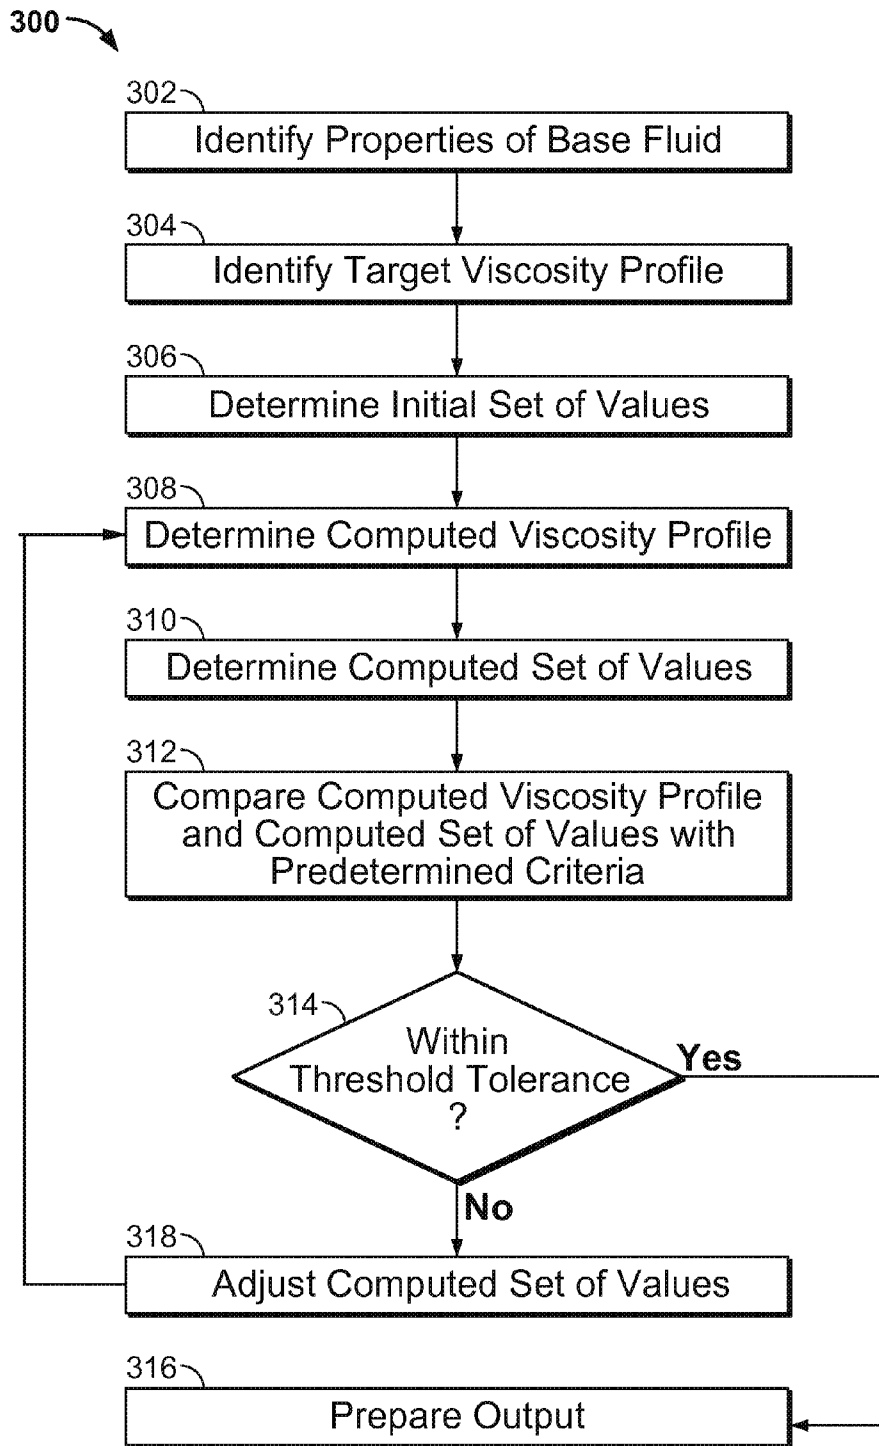 300
302
Identify Properties of Base Fluid
304
Identify Target Viscosity Profile
306
Determine Initial Set of Values
308
Determine Computed Viscosity Profile
310
Determine Computed Set of Values
312
Compare Computed Viscosity Profile
and Computed Set of Values with
Predetermined Criteria
314
Within
Threshold Tolerance
?
Yes
No
318
Adjust Computed Set of Values
316
Prepare Output